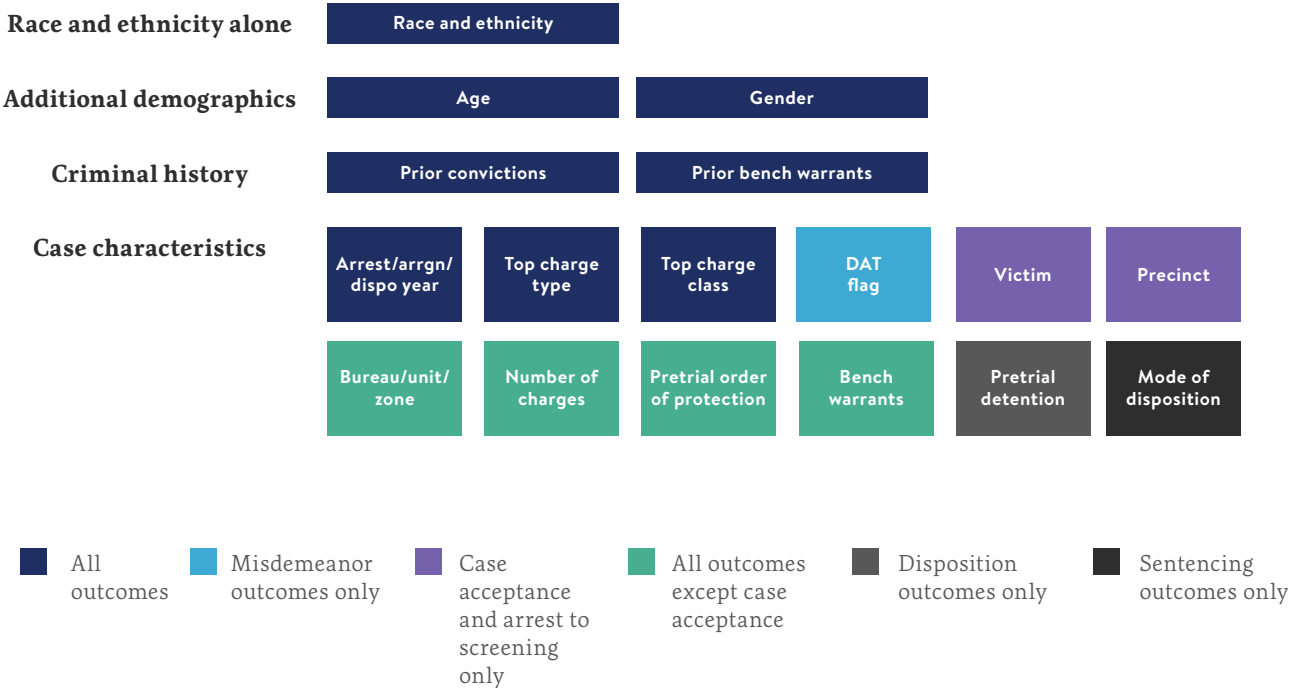 Race and ethnicity alone
Race and ethnicity
Additional demographics
Age
Gender
Criminal history
Prior convictions
Prior bench warrants
Case characteristics
Arrest/arrgn/
dispo year
Top charge
type
Top charge
class
DAT
flag
Victim
Precinct
Bureau/unit/
zone
Number of
charges
Pretrial order
of protection
Bench
warrants
Pretrial
detention
Mode of
disposition
All
outcomes
Misdemeanor
outcomes only
Case
acceptance
and arrest to
screening
only
All outcomes
except case
acceptance
Disposition
outcomes only
Sentencing
outcomes only